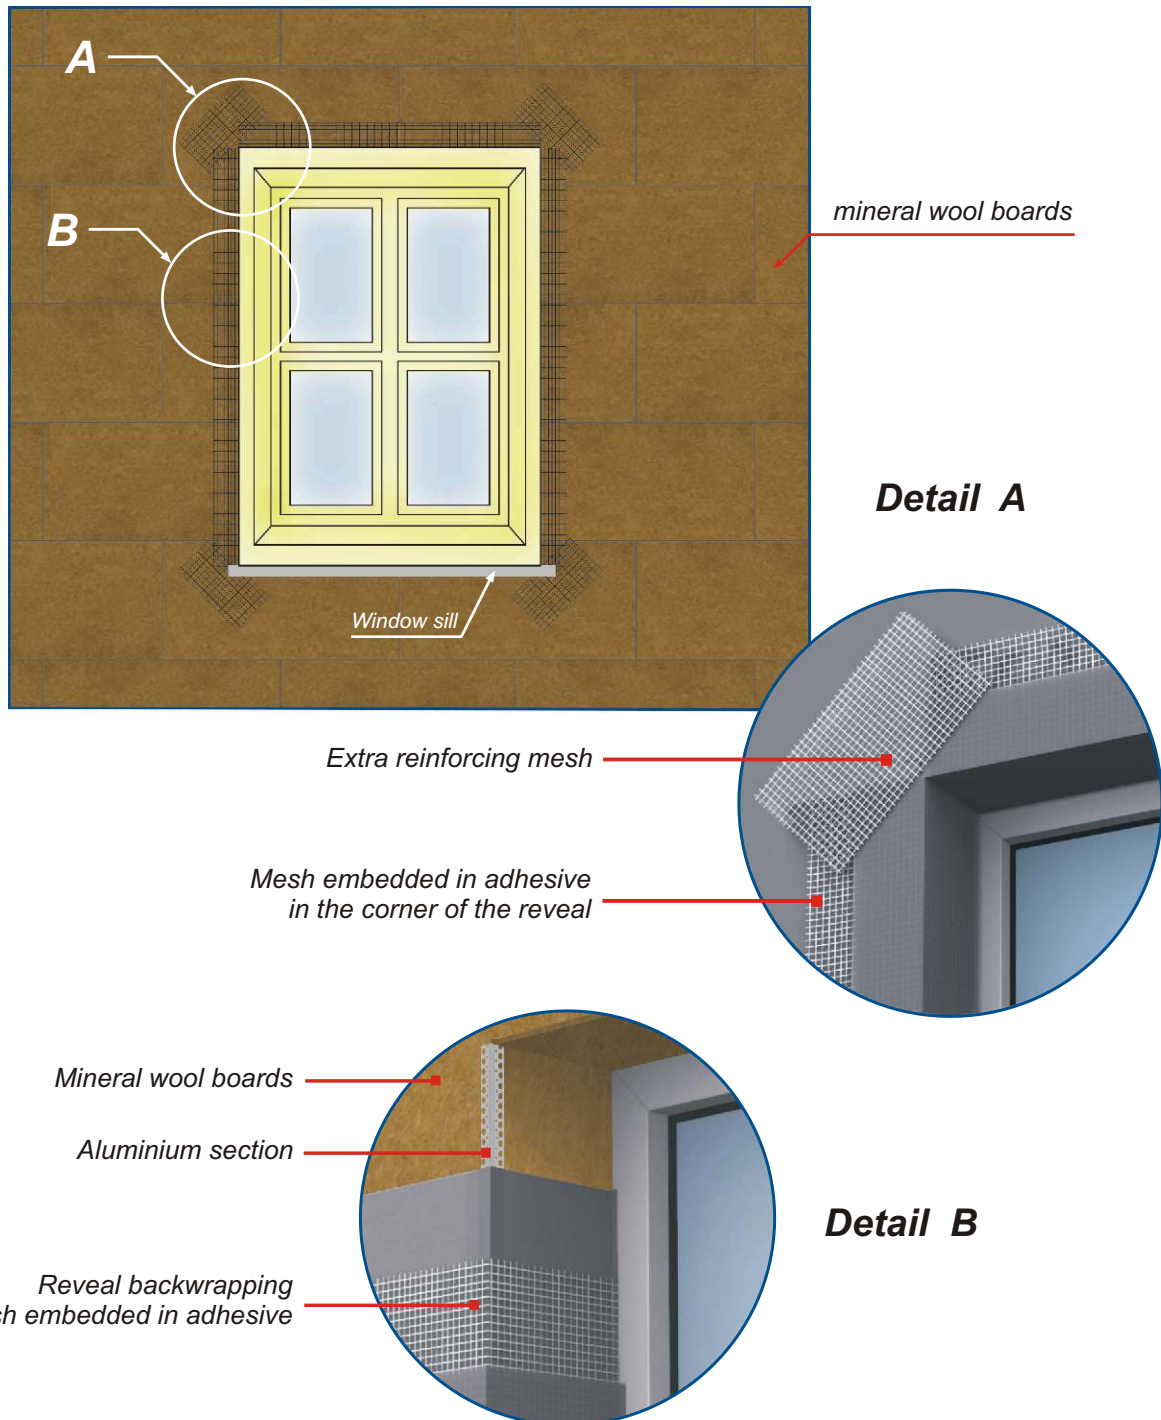 A
B
mineral wool boards
Detail A
Window sill
Extra reinforcing mesh
Mesh embedded in adhesive
in the corner of the reveal
Mineral wool boards
Aluminium section
Detail B
Reveal backwrapping
embedded in adhesive